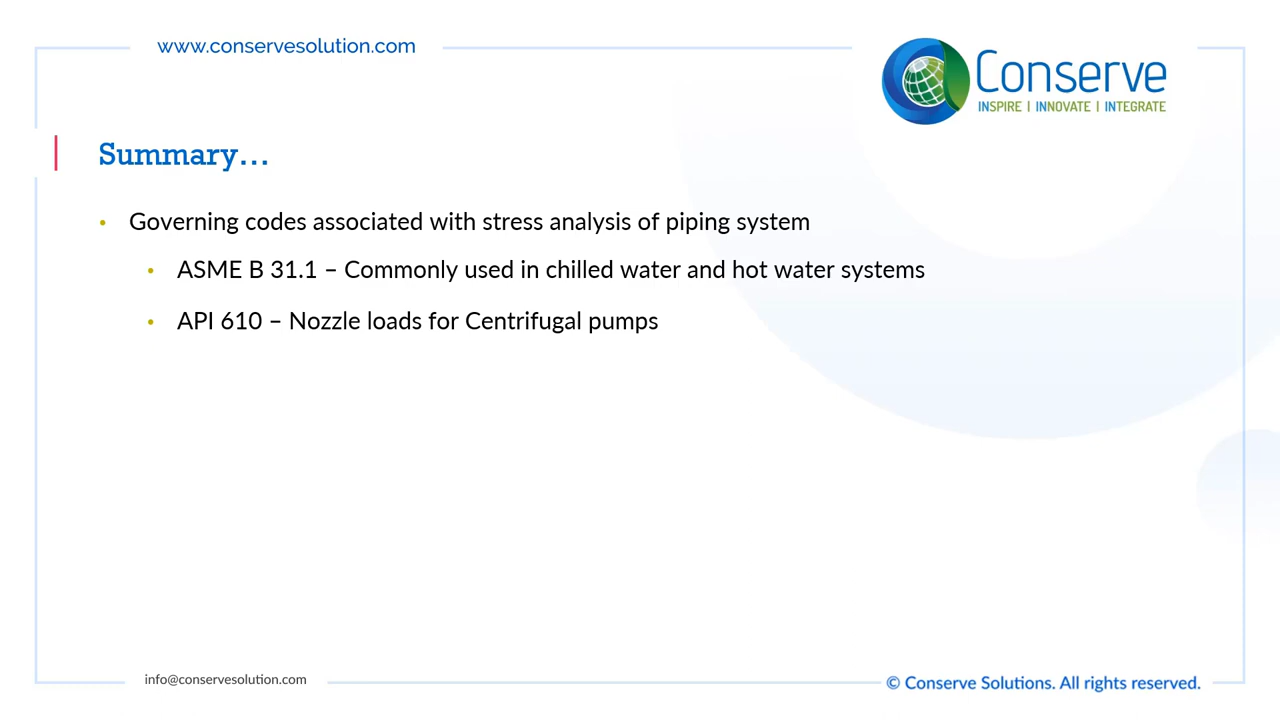 www.conservesolution.com
Conserve
INSPIRE | INNOVATE | INTEGRATE
Summary...
• Governing codes associated with stress analysis of piping system
• ASME B 31.1 – Commonly used in chilled water and hot water systems
• API 610 – Nozzle loads for Centrifugal pumps
info@conservesolution.com
© Conserve Solutions. All rights reserved.